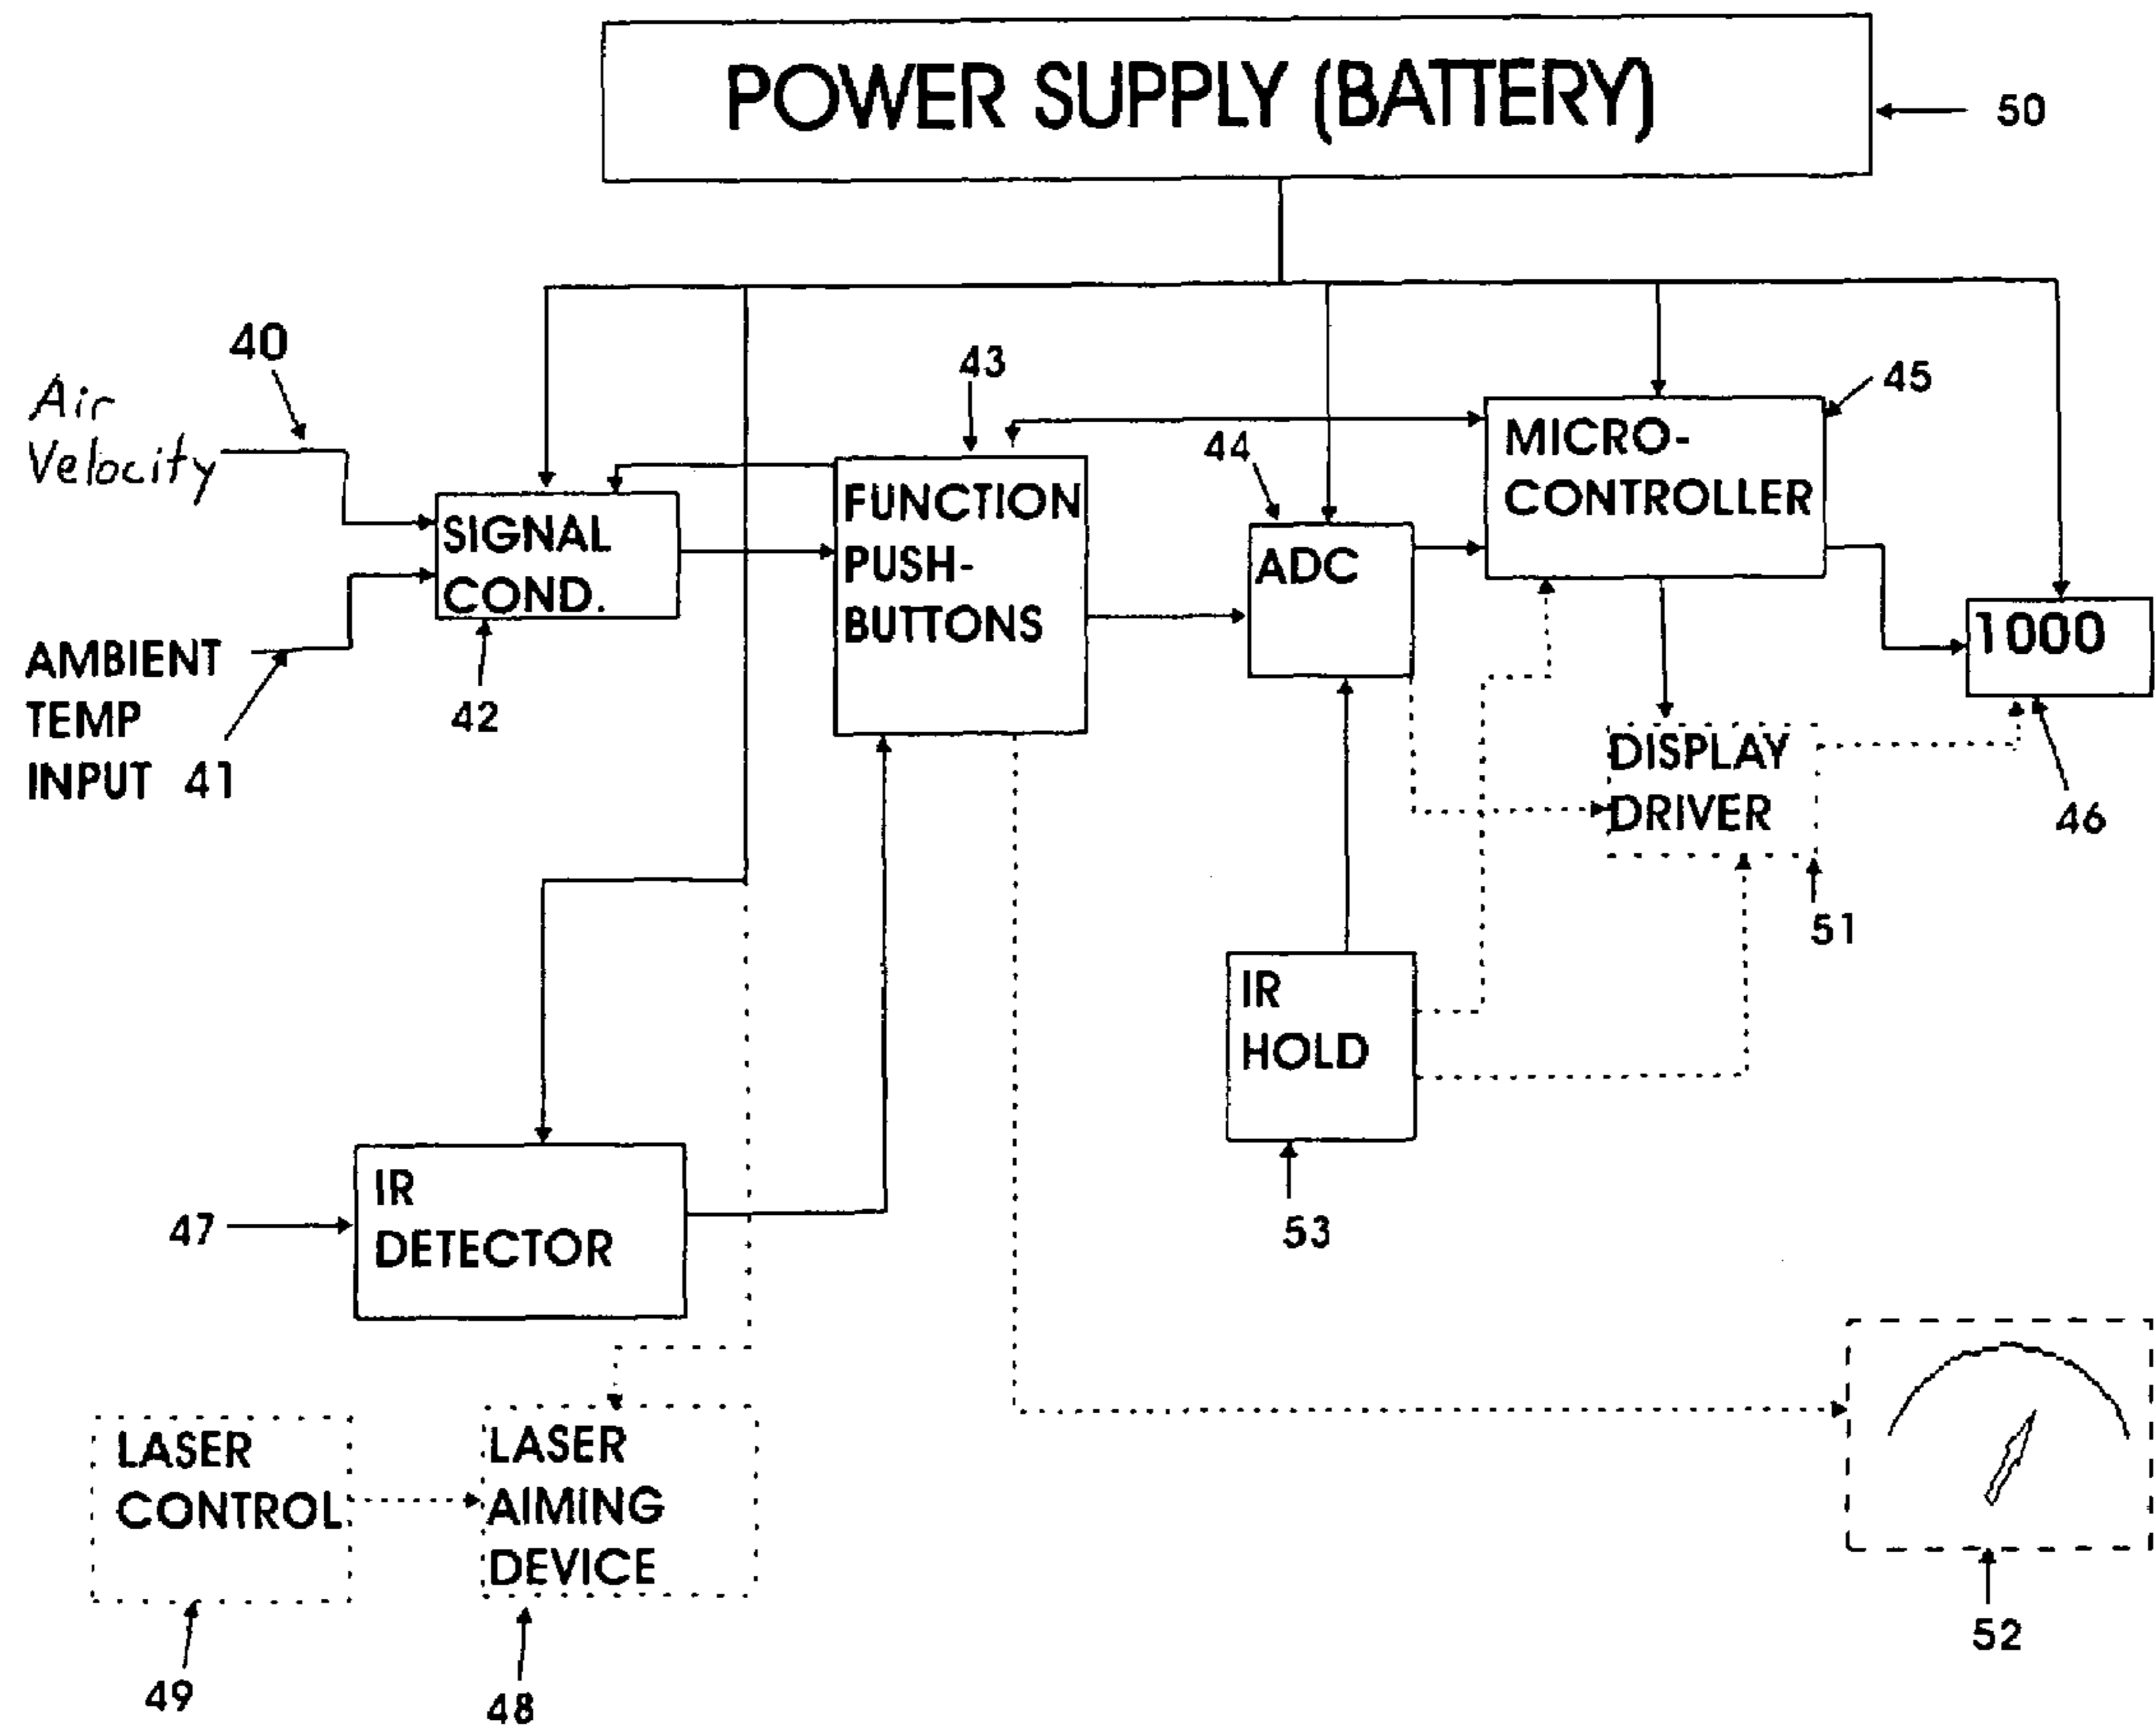 POWER SUPPLY (BATTERY)
50
40
Air
Velocity
AMBIENT
TEMP
INPUT 41
SIGNAL
COND.
42
43
FUNCTION
PUSH-
BUTTONS
44
ADC
45
MICRO-
CONTROLLER
1000
46
DISPLAY
DRIVER
51
IR
HOLD
53
47
IR
DETECTOR
LASER
CONTROL
49
LASER
AIMING
DEVICE
48
52